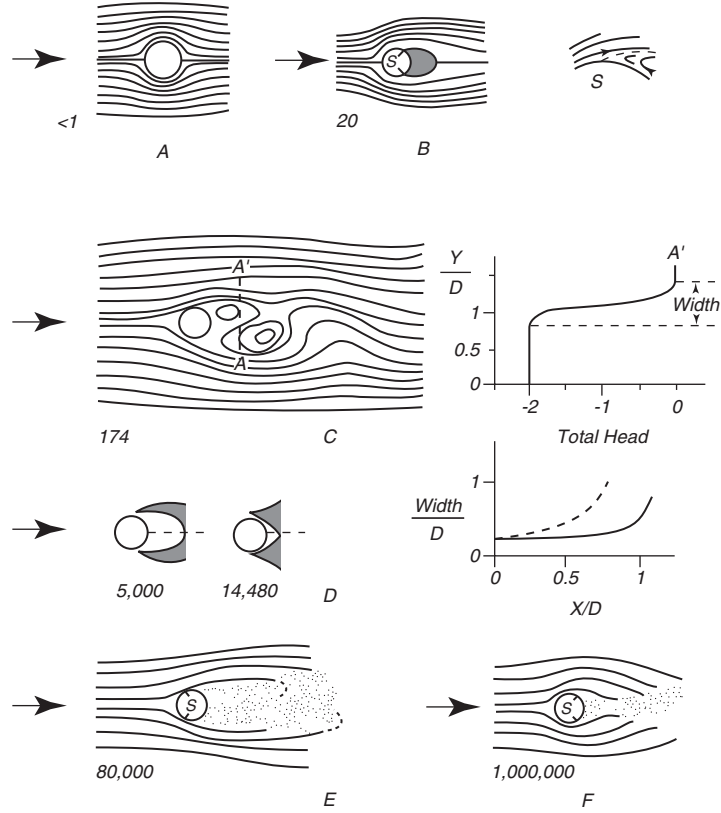 <1
A
S
20
B
S
A'
A
174
C
Y
D
1
0.5
0
-2
-1
0
Total Head
A'
Width
5,000
14,480
D
Width
D
1
0
0
0.5
1
X/D
S
80,000
E
S
1,000,000
F